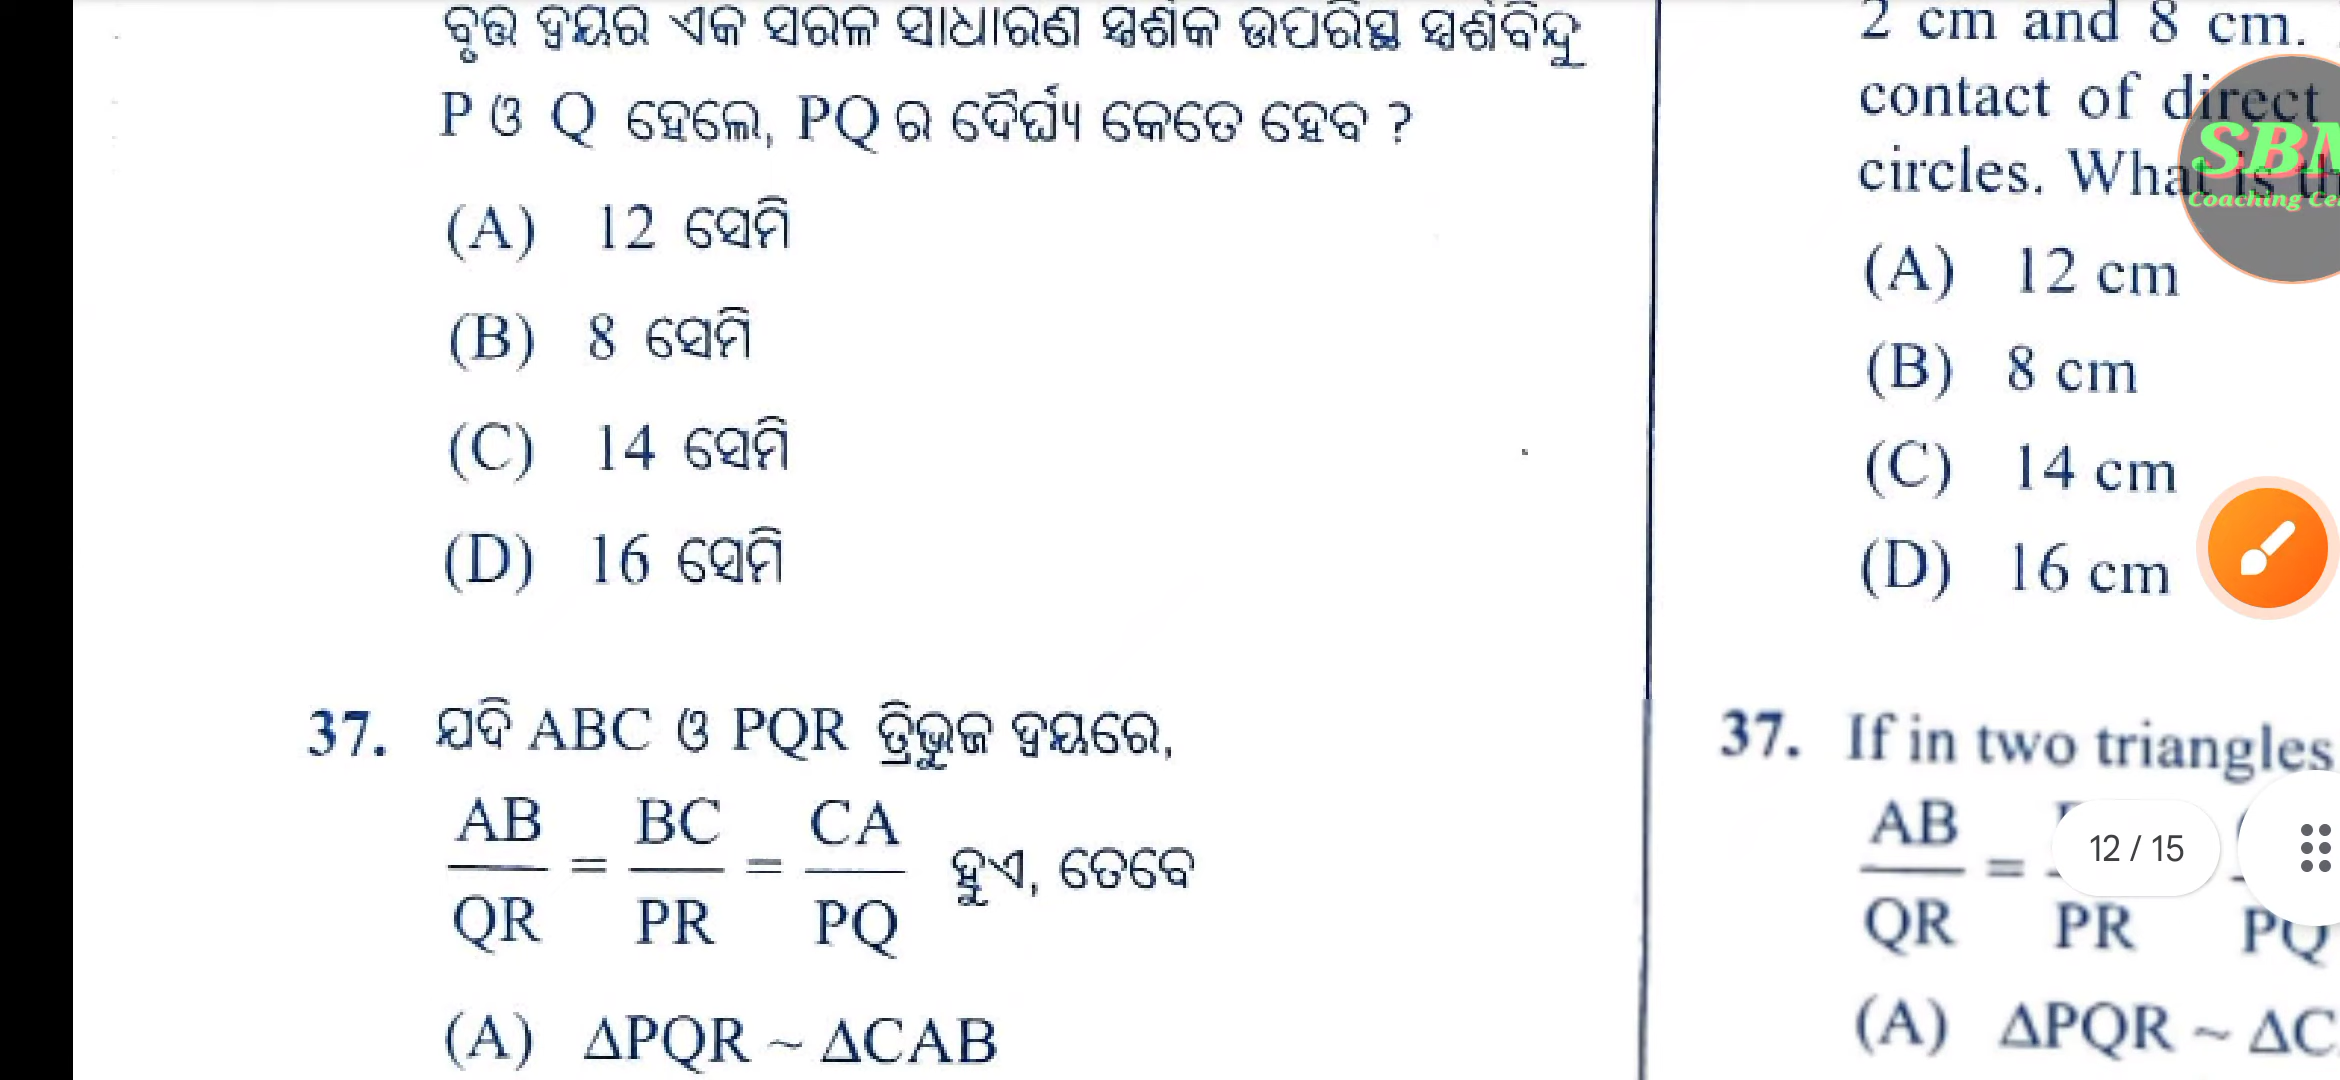 ବୃତ୍ତ ଦ୍ୱୟର ଏକ ସରଳ ସାଧାରଣ ସ୍ପର୍ଶକ ଉପରିସ୍ଥ ସ୍ପର୍ଶବିନ୍ଦୁ
P ଓ Q ହେଲେ, PQ ର ଦୈର୍ଘ୍ୟ କେତେ ହେବ ?
(A) 12 ସେମି
(B) 8 ସେମି
(C) 14 ସେମି
(D) 16 ସେମି
37. ଯଦି ABC ଓ PQR ତ୍ରିଭୁଜ ଦ୍ୱୟରେ,
AB/QR = BC/PR = CA/PQ ହୁଏ, ତେବେ
(A) ΔPQR ~ ΔCAB
2 cm and 8 cm.
contact of direct
circles. What is
(A) 12 cm
(B) 8 cm
(C) 14 cm
(D) 16 cm
37. If in two triangles
AB/QR = PR PQ
(A) ΔPQR ~ ΔC
Coaching
12 / 15